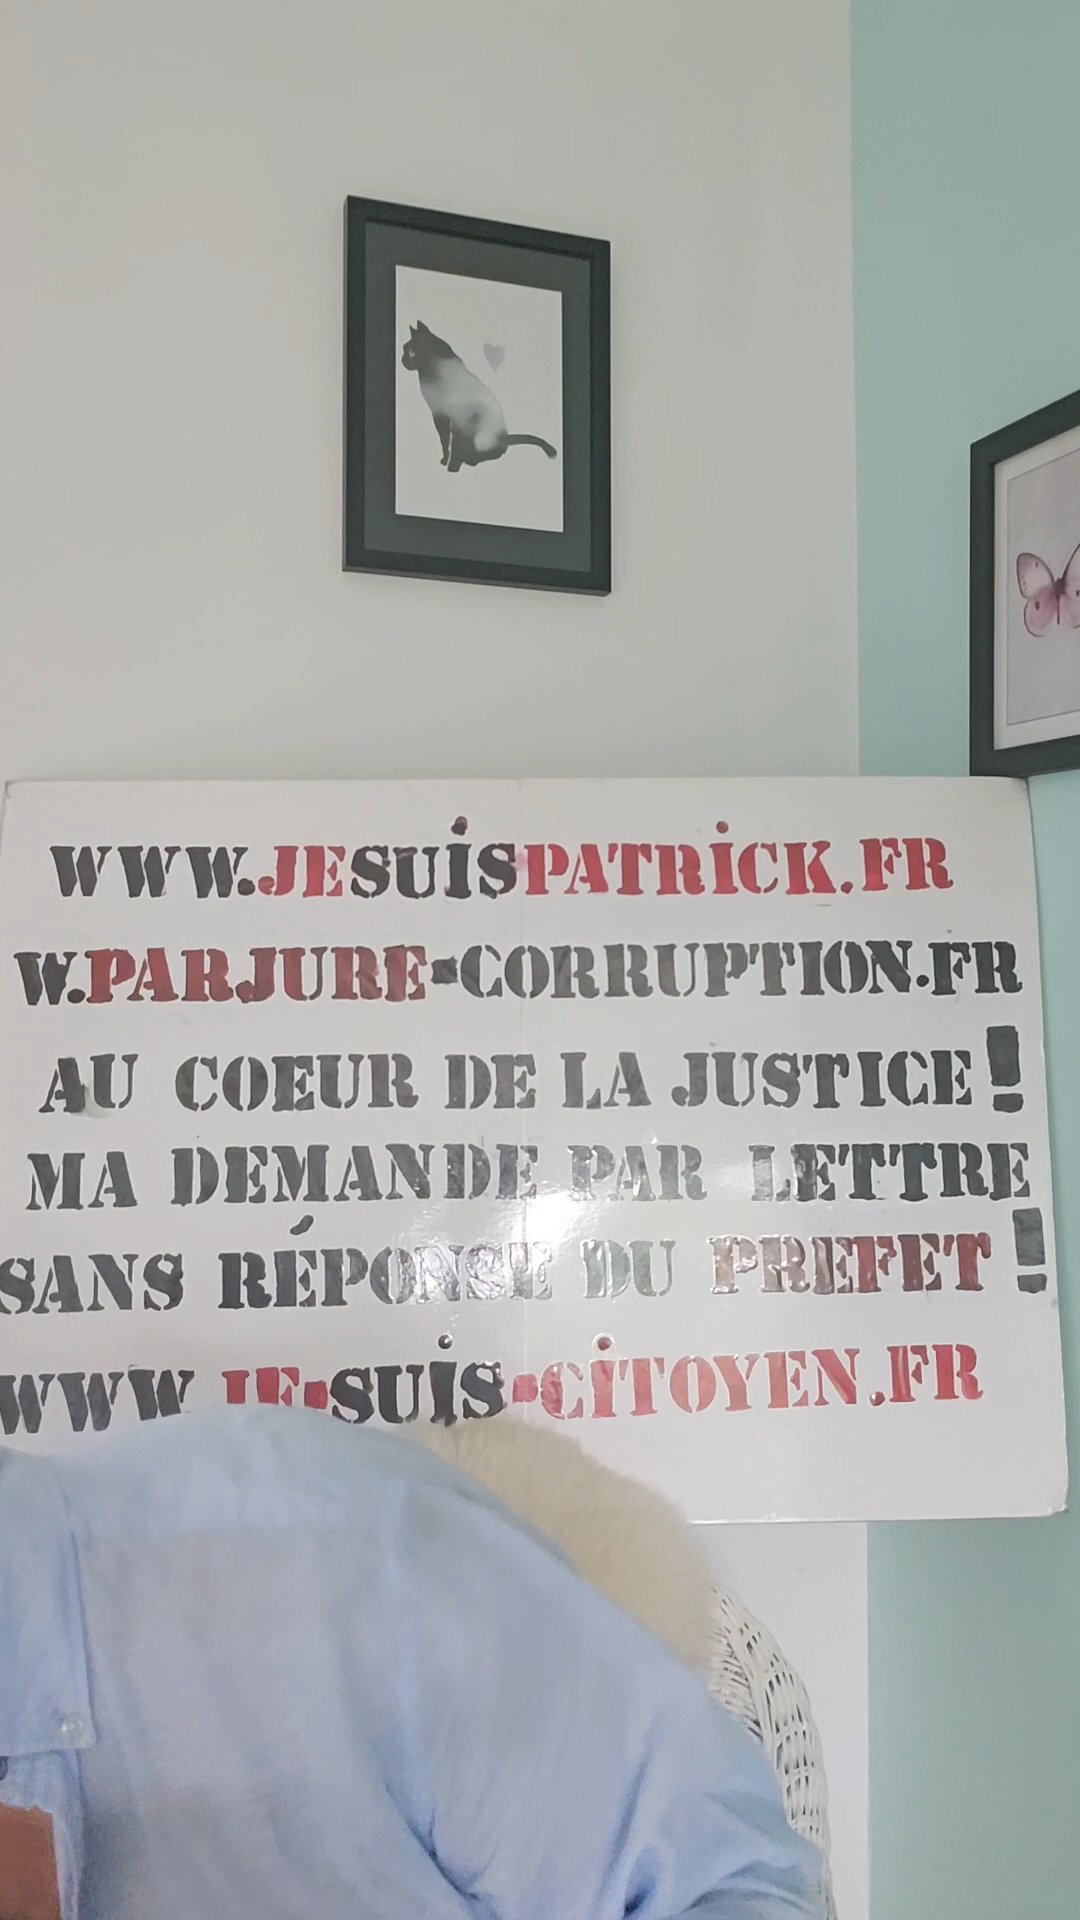 WWW.JESUiSPATRiCK.FR
W.PARJURE-CORRUPTION.FR
AU COEUR DE LA JUSTICE!
MA DEMANDE PAR LETTRE
SANS RÉPONSE DU PREFET!
WWW JE-SUiS-CiTOYEN.FR